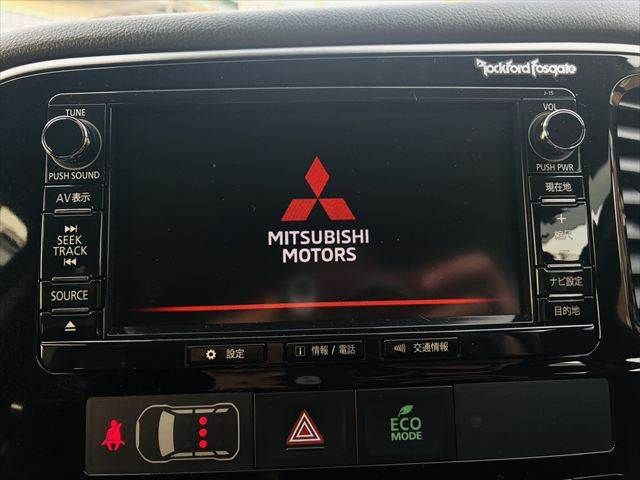 Rockford Fosgate
J-15
TUNE
PUSH SOUND
AV表示
SEEK
TRACK
SOURCE
MITSUBISHI
MOTORS
VOL
PUSH PWR
現在地
ナビ設定
目的地
設定
i 情報 / 電話
交通情報
ECO
MODE